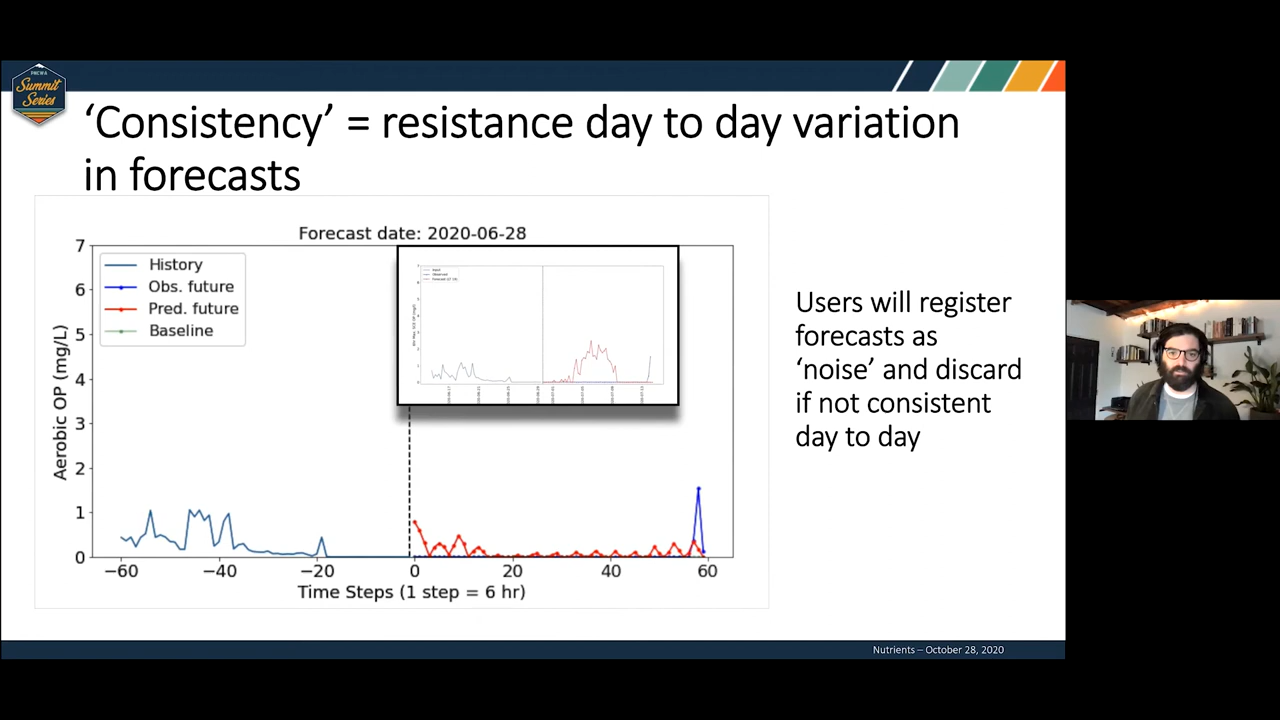 PNCWA
Summit
Series
‘Consistency’ = resistance day to day variation
in forecasts
Forecast date: 2020-06-28
7
6
5
4
3
2
1
0
Aerobic OP (mg/L)
History
Obs. future
Pred. future
Baseline
−60
−40
−20
0
20
40
60
Time Steps (1 step = 6 hr)
Users will register
forecasts as
‘noise’ and discard
if not consistent
day to day
Nutrients – October 28, 2020